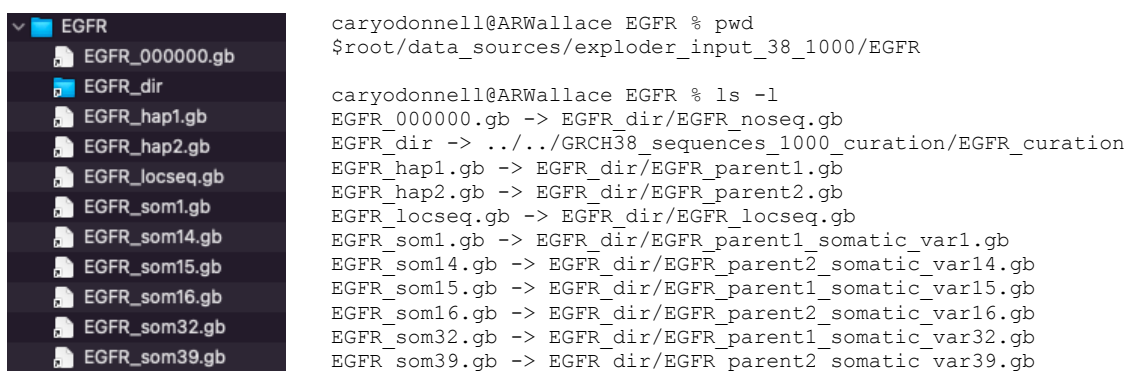 EGFR
EGFR_000000.gb
EGFR_dir
EGFR_hap1.gb
EGFR_hap2.gb
EGFR_locseq.gb
EGFR_som1.gb
EGFR_som14.gb
EGFR_som15.gb
EGFR_som16.gb
EGFR_som32.gb
EGFR_som39.gb
caryodonnell@ARWallace EGFR % pwd
$root/data_sources/exploder_input_38_1000/EGFR
caryodonnell@ARWallace EGFR % ls -l
EGFR_000000.gb -> EGFR_dir/EGFR_noseq.gb
EGFR_dir -> ../../GRCH38_sequences_1000_curation/EGFR_curation
EGFR_hap1.gb -> EGFR_dir/EGFR_parent1.gb
EGFR_hap2.gb -> EGFR_dir/EGFR_parent2.gb
EGFR_locseq.gb -> EGFR_dir/EGFR_locseq.gb
EGFR_som1.gb -> EGFR_dir/EGFR_parent1_somatic_var1.gb
EGFR_som14.gb -> EGFR_dir/EGFR_parent2_somatic_var14.gb
EGFR_som15.gb -> EGFR_dir/EGFR_parent1_somatic_var15.gb
EGFR_som16.gb -> EGFR_dir/EGFR_parent2_somatic_var16.gb
EGFR_som32.gb -> EGFR_dir/EGFR_parent1_somatic_var32.gb
EGFR_som39.gb -> EGFR_dir/EGFR_parent2_somatic_var39.gb